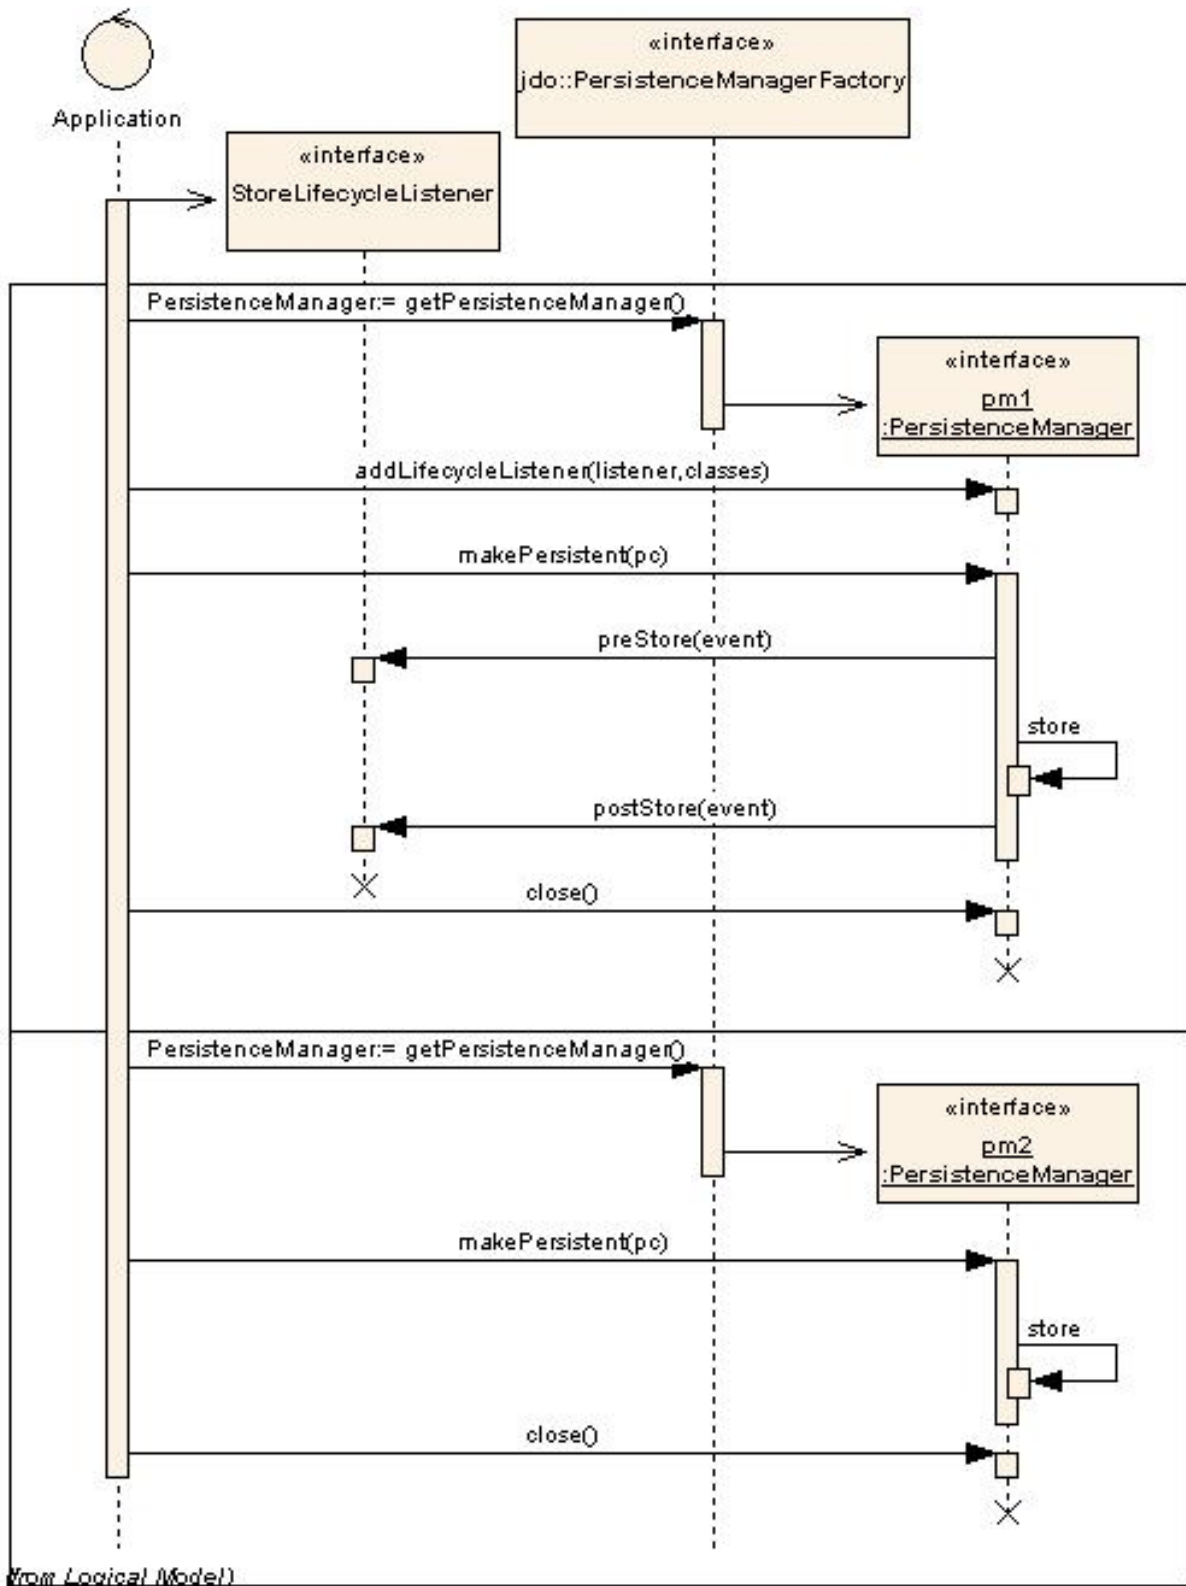 «interface»
jdo::PersistenceManagerFactory
Application
«interface»
StoreLifecycleListener
PersistenceManager:= getPersistenceManager()
«interface»
pm1
:PersistenceManager
addLifecycleListener(listener,classes)
makePersistent(pc)
preStore(event)
store
postStore(event)
close()
PersistenceManager:= getPersistenceManager()
«interface»
pm2
:PersistenceManager
makePersistent(pc)
store
close()
(from Logical Model)